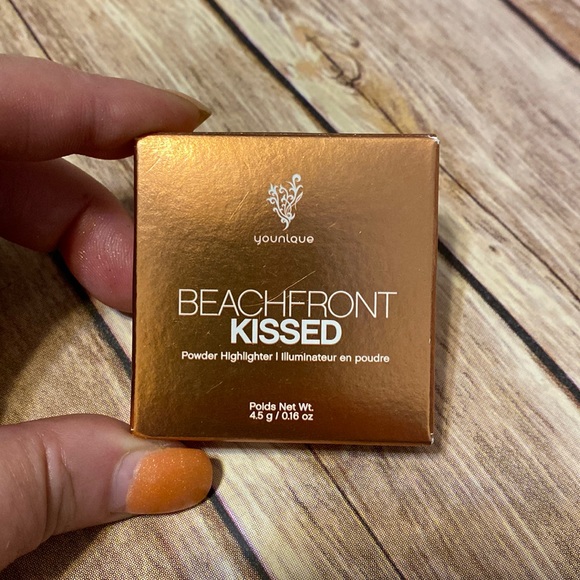 younique
BEACHFRONT
KISSED
Powder Highlighter | Illuminateur en poudre
Poids Net Wt.
4.5 g / 0.16 oz